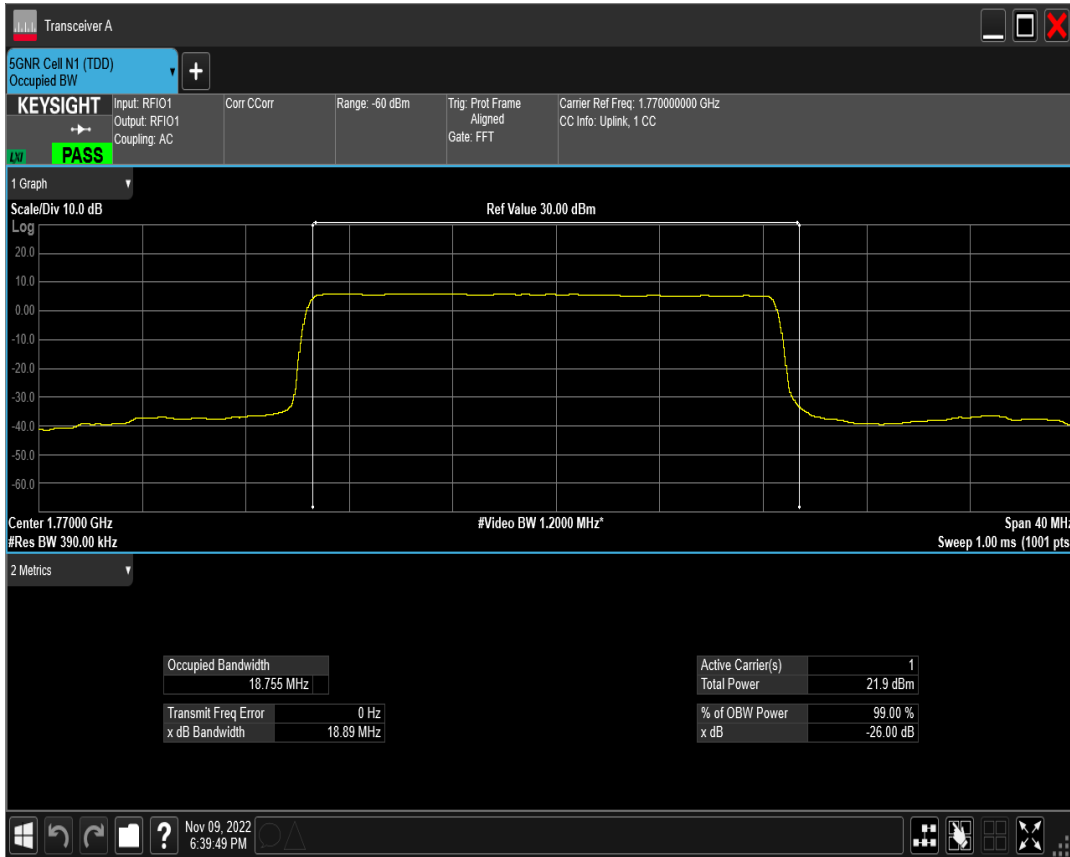 Transceiver A
5GNR Cell N1 (TDD)
Occupied BW
+
KEYSIGHT
LXI
PASS
Input: RFIO1
Output: RFIO1
Coupling: AC
Corr CCorr
Range: -60 dBm
Trig: Prot Frame
Aligned
Gate: FFT
Carrier Ref Freq: 1.770000000 GHz
CC Info: Uplink, 1 CC
1 Graph
Scale/Div 10.0 dB
Ref Value 30.00 dBm
Log
20.0
10.0
0.00
-10.0
-20.0
-30.0
-40.0
-50.0
-60.0
Center 1.77000 GHz
#Video BW 1.2000 MHz*
Span 40 MHz
#Res BW 390.00 kHz
Sweep 1.00 ms (1001 pts
2 Metrics
Occupied Bandwidth
18.755 MHz
Transmit Freq Error 0 Hz
x dB Bandwidth 18.89 MHz
Active Carrier(s) 1
Total Power 21.9 dBm
% of OBW Power 99.00 %
x dB -26.00 dB
?
Nov 09, 2022
6:39:49 PM